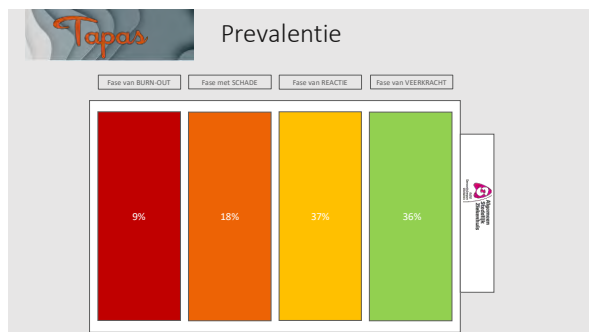 Tapas
Prevalentie
Fase van BURN-OUT
Fase met SCHADE
Fase van REACTIE
Fase van VEERKRACHT
9%
18%
37%
36%
Algemeen
Stedelijk
Ziekenhuis